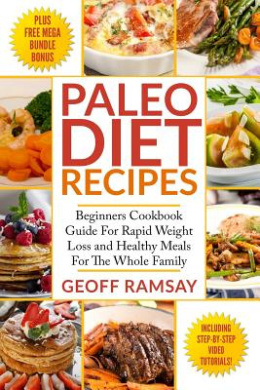 PLUS
FREE MEGA
BUNDLE
BONUS
PALEO
DIET
RECIPES
Beginners Cookbook
Guide For Rapid Weight
Loss and Healthy Meals
For The Whole Family
GEOFF RAMSAY
INCLUDING
STEP-BY-STEP
VIDEO
TUTORIALS!